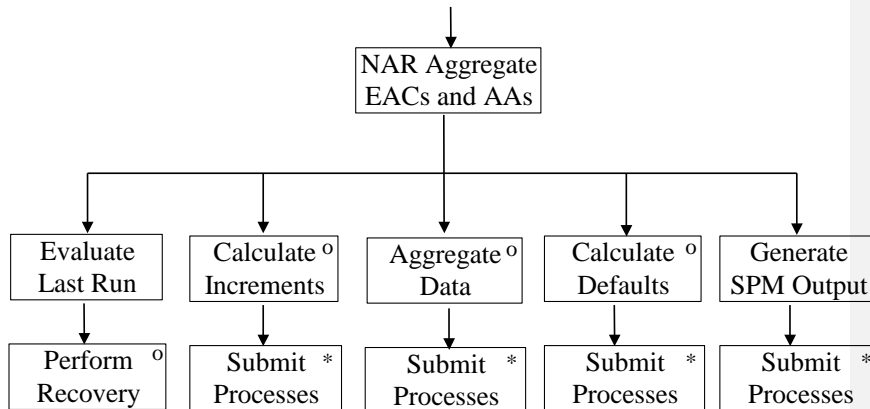 NAR Aggregate
EACs and AAs
Evaluate
Last Run
Calculate o
Increments
Aggregate o
Data
Calculate o
Defaults
Generate
SPM Output
Perform o
Recovery
Submit *
Processes
Submit *
Processes
Submit *
Processes
Submit *
Processes